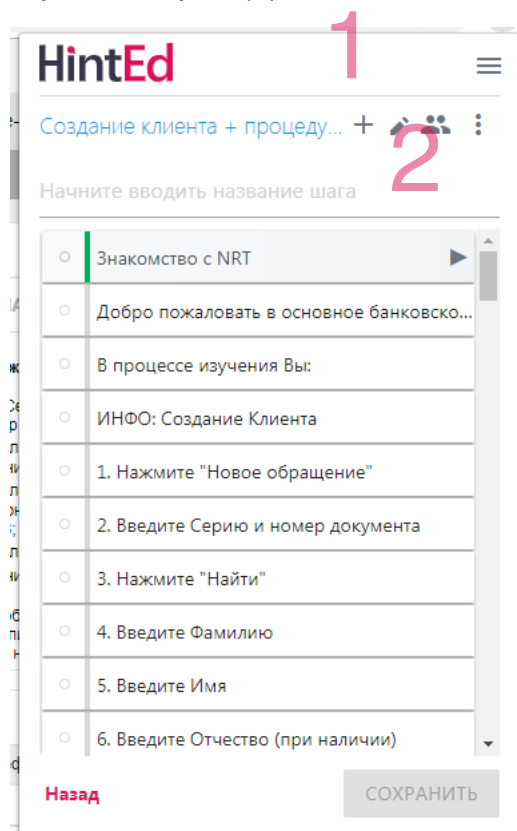 HintEd
1
Создание клиента + процеду...
2
Начните вводить название шага
Знакомство с NRT
Добро пожаловать в основное банковско...
В процессе изучения Вы:
ИНФО: Создание Клиента
1. Нажмите "Новое обращение"
2. Введите Серию и номер документа
3. Нажмите "Найти"
4. Введите Фамилию
5. Введите Имя
6. Введите Отчество (при наличии)
Назад
СОХРАНИТЬ